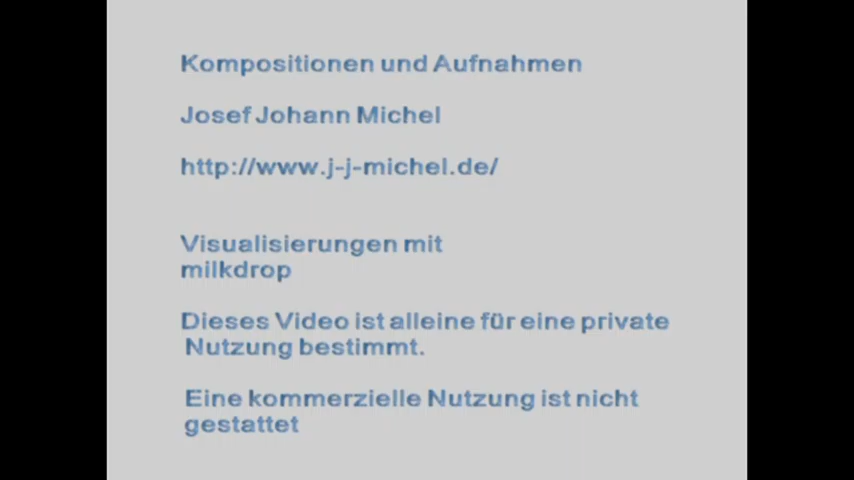 Kompositionen und Aufnahmen
Josef Johann Michel
http://www.j-j-michel.de/
Visualisierungen mit
milkdrop
Dieses Video ist alleine für eine private
Nutzung bestimmt.
Eine kommerzielle Nutzung ist nicht
gestattet